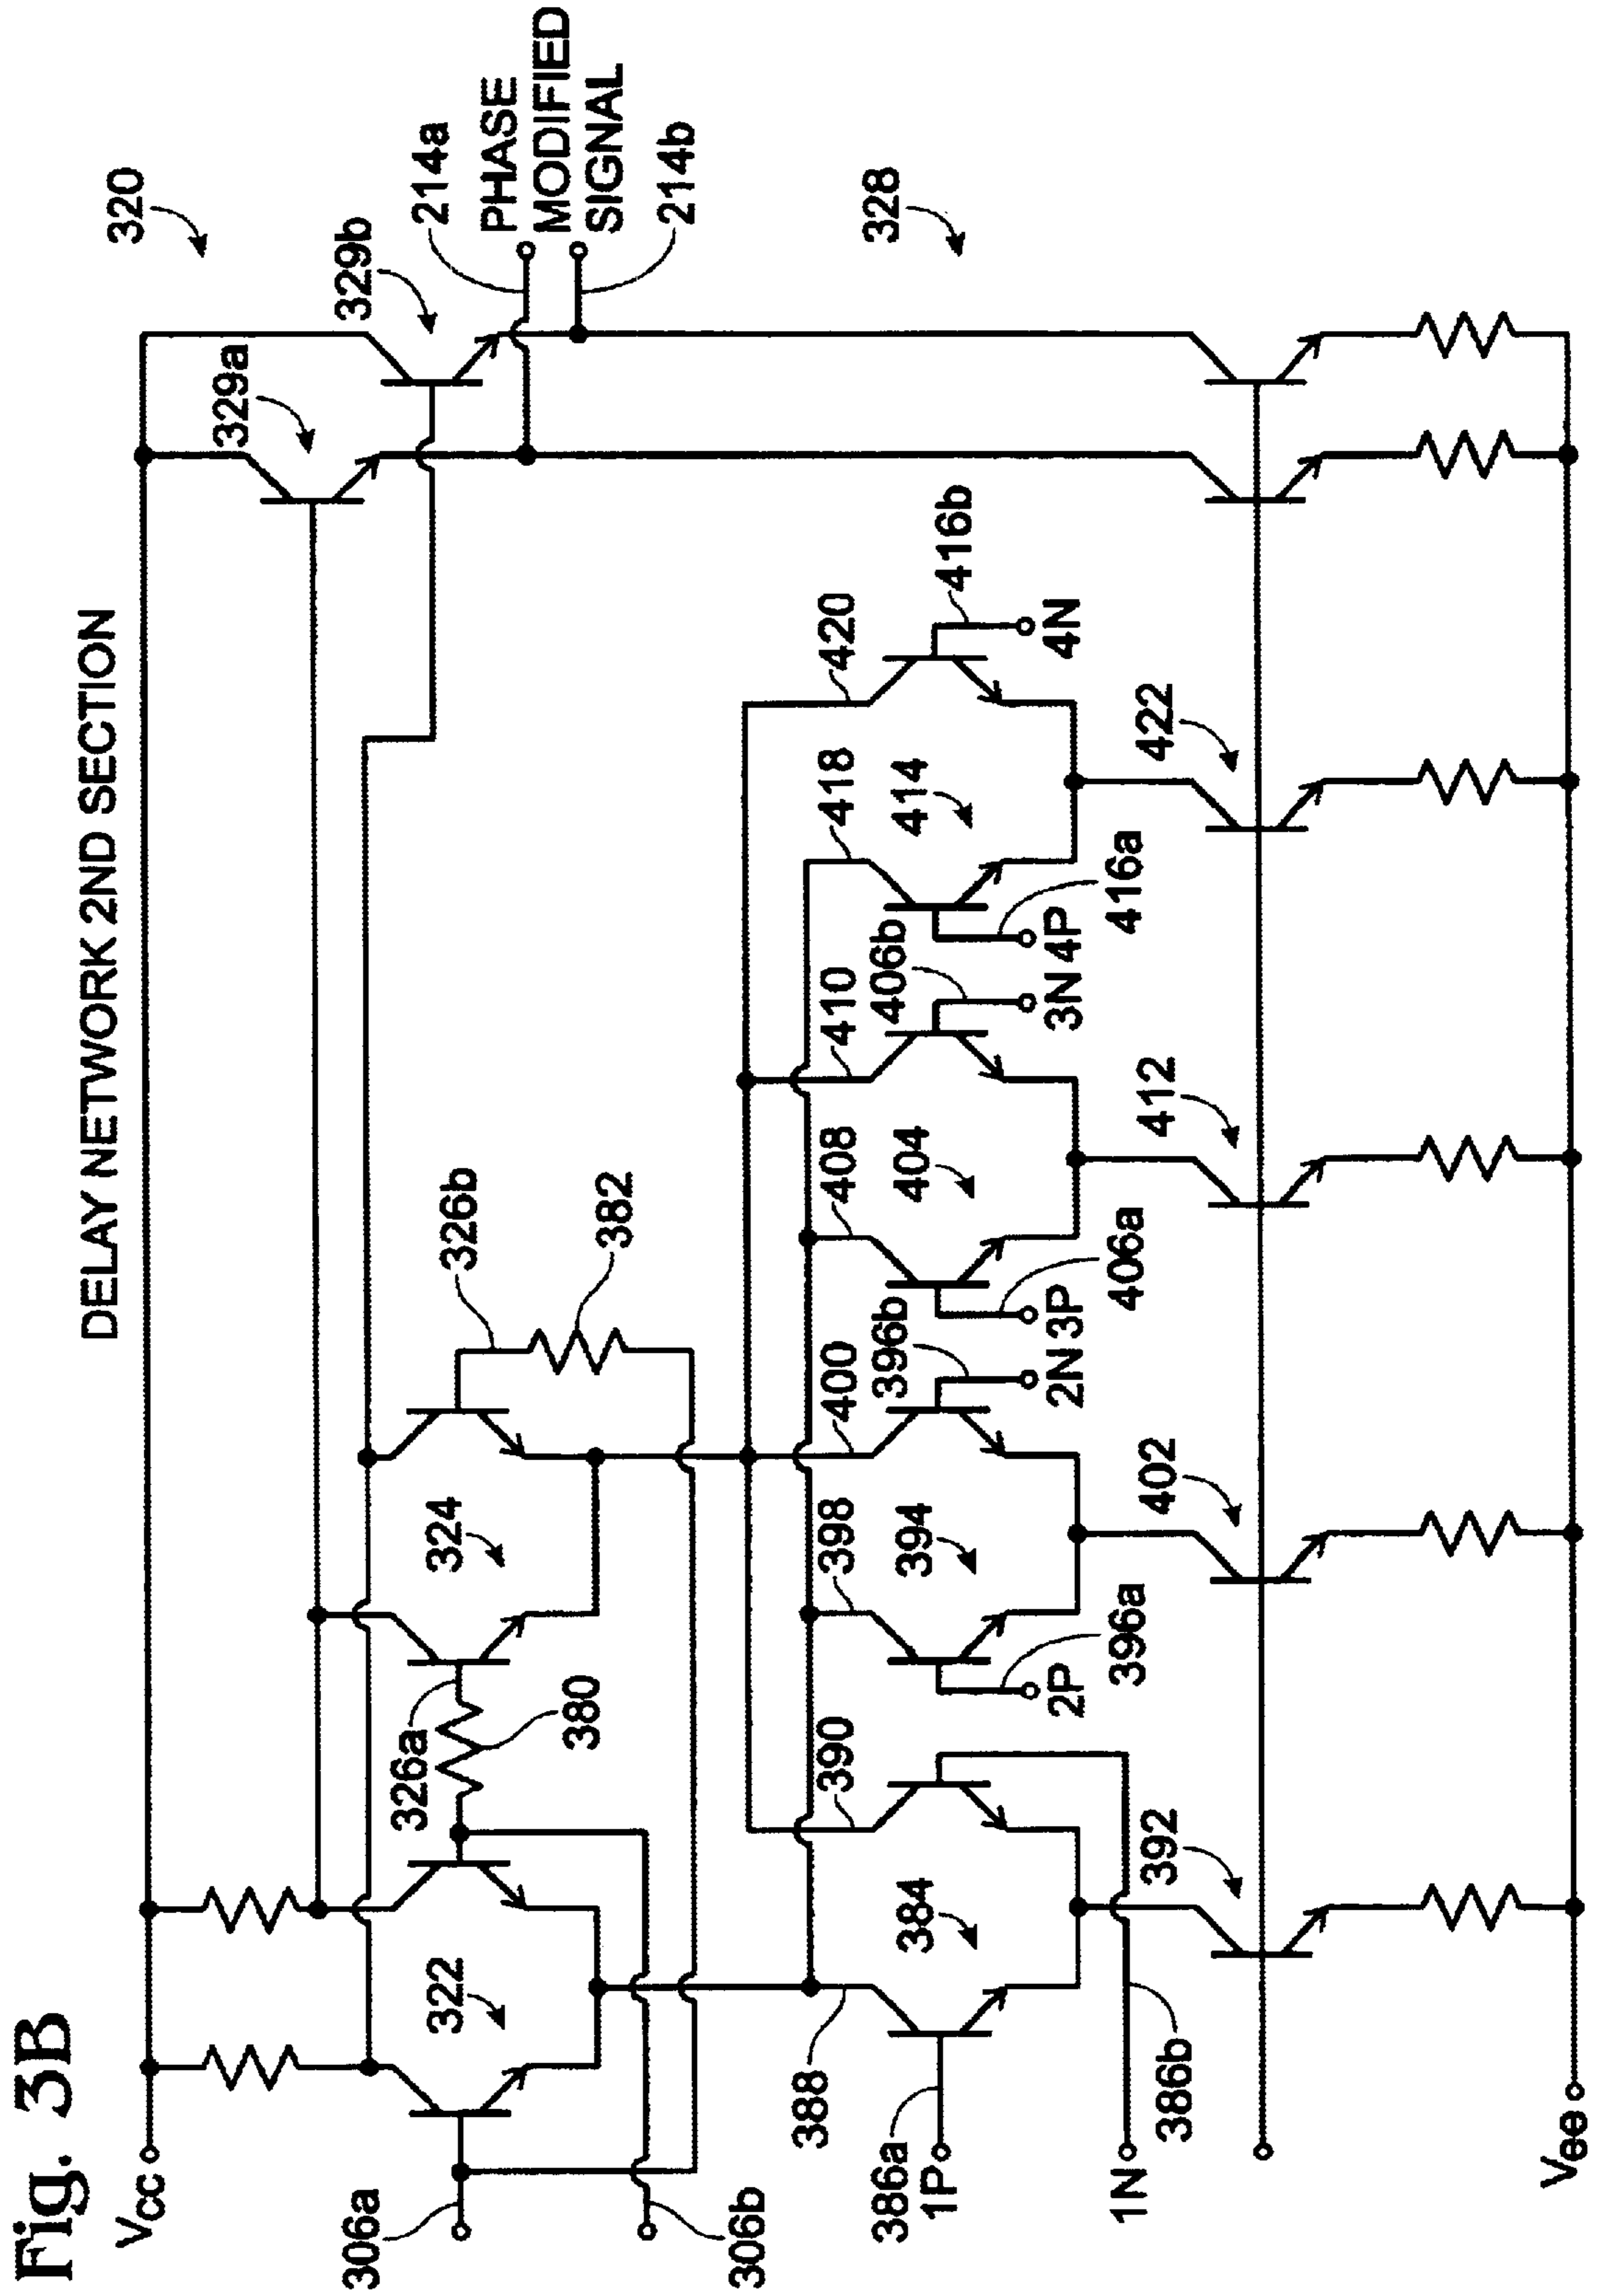 Fig. 3B
DELAY NETWORK 2ND SECTION
320
Vcc
329a
329b
214a
PHASE
MODIFIED
SIGNAL
214b
306a
322
326a
324
326b
380
382
306b
328
388
390
398
400
408
410
418
420
386a
1P
384
394
396b
404
406b
414
416b
2P
2N
3P
3N
4P
4N
396a
406a
416a
1N
386b
392
402
412
422
Vee